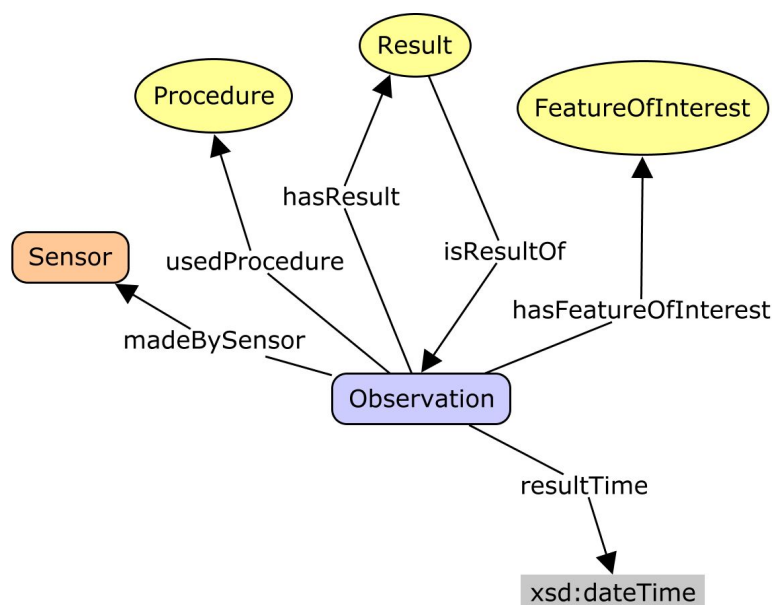 Result
Procedure
FeatureOfInterest
hasResult
Sensor
usedProcedure
isResultOf
hasFeatureOfInterest
madeBySensor
Observation
resultTime
xsd:dateTime